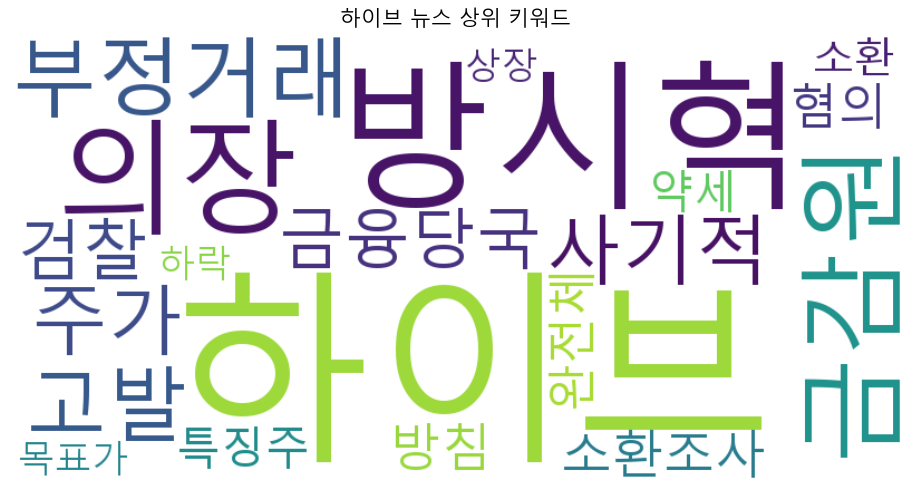 하이브 뉴스 상위 키워드
부정거래
상장
소환
방시혁
혐의
의장
약세
금감원
금융당국
사기적
검찰
하락
하이브
주가
완전체
고발
특징주
방침
소환조사
목표가